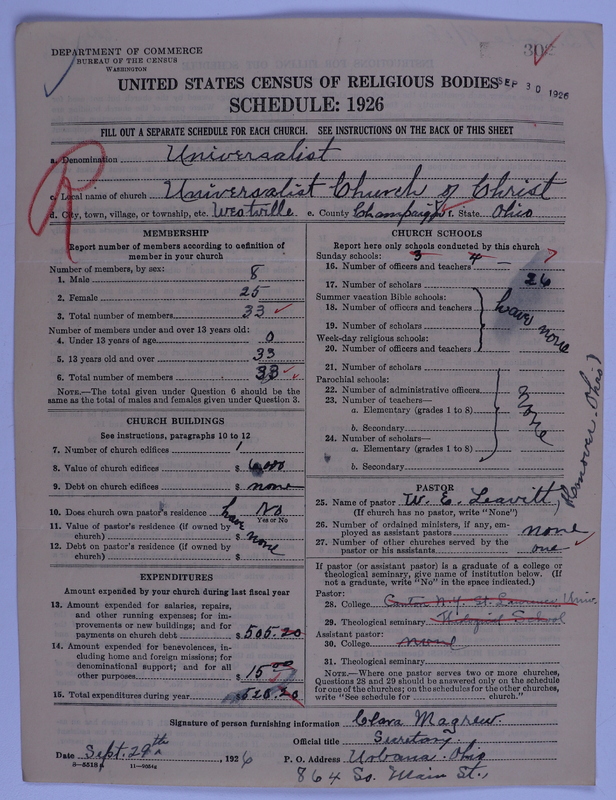 DEPARTMENT OF COMMERCE
BUREAU OF THE CENSUS
WASHINGTON
UNITED STATES CENSUS OF RELIGIOUS BODIES
SEP 30 1926
SCHEDULE: 1926
FILL OUT A SEPARATE SCHEDULE FOR EACH CHURCH. SEE INSTRUCTIONS ON THE BACK OF THIS SHEET
a. Denomination Universalist
c. Local name of church Universalist Church of Christ
d. City, town, village, or township, etc. Westville e. County Champaign f. State Ohio
R
MEMBERSHIP
Report number of members according to definition of
member in your church
Number of members, by sex:
1. Male 8
2. Female 25
3. Total number of members 33
Number of members under and over 13 years old:
4. Under 13 years of age 0
5. 13 years old and over 33
6. Total number of members 33
NOTE.—The total given under Question 6 should be the
same as the total of males and females given under Question 3.
CHURCH BUILDINGS
See instructions, paragraphs 10 to 12
7. Number of church edifices 1
8. Value of church edifices $ 6,000
9. Debt on church edifices $ none
10. Does church own pastor's residence? No
Yes or No
11. Value of pastor's residence (if owned by
church) $ have none
12. Debt on pastor's residence (if owned by
church) $
EXPENDITURES
Amount expended by your church during last fiscal year
13. Amount expended for salaries, repairs,
and other running expenses; for im-
provements or new buildings; and for
payments on church debt $ 505.20
14. Amount expended for benevolences, in-
cluding home and foreign missions; for
denominational support; and for all
other purposes $ 15.00
15. Total expenditures during year $ 520.20
CHURCH SCHOOLS
Report here only schools conducted by this church
Sunday schools: 3 4
16. Number of officers and teachers
17. Number of scholars 26
Summer vacation Bible schools:
18. Number of officers and teachers
19. Number of scholars
have none
Week-day religious schools:
20. Number of officers and teachers
21. Number of scholars
Parochial schools:
22. Number of administrative officers
23. Number of teachers—
a. Elementary (grades 1 to 8)
b. Secondary
none
24. Number of scholars—
a. Elementary (grades 1 to 8)
b. Secondary
PASTOR
25. Name of pastor W. E. Leavitt,
(If church has no pastor, write "None")
26. Number of ordained ministers, if any, em-
ployed as assistant pastors none
27. Number of other churches served by the
pastor or his assistants one
If pastor (or assistant pastor) is a graduate of a college or
theological seminary, give name of institution below. (If
not a graduate, write "No" in the space indicated.)
Pastor:
28. College Canton N.Y. St. Lawrence Univ.
29. Theological seminary Theological School
Assistant pastor:
30. College none
31. Theological seminary
NOTE.—Where one pastor serves two or more churches,
Questions 28 and 29 should be answered only on the schedule
for one of the churches; on the schedules for the other churches,
write "See schedule for church."
Signature of person furnishing information Clara Magrew
Official title Secretary
Date Sept. 29th, 1926 P. O. Address Urbana, Ohio
864 So. Main St.,
8—5518 11—9024